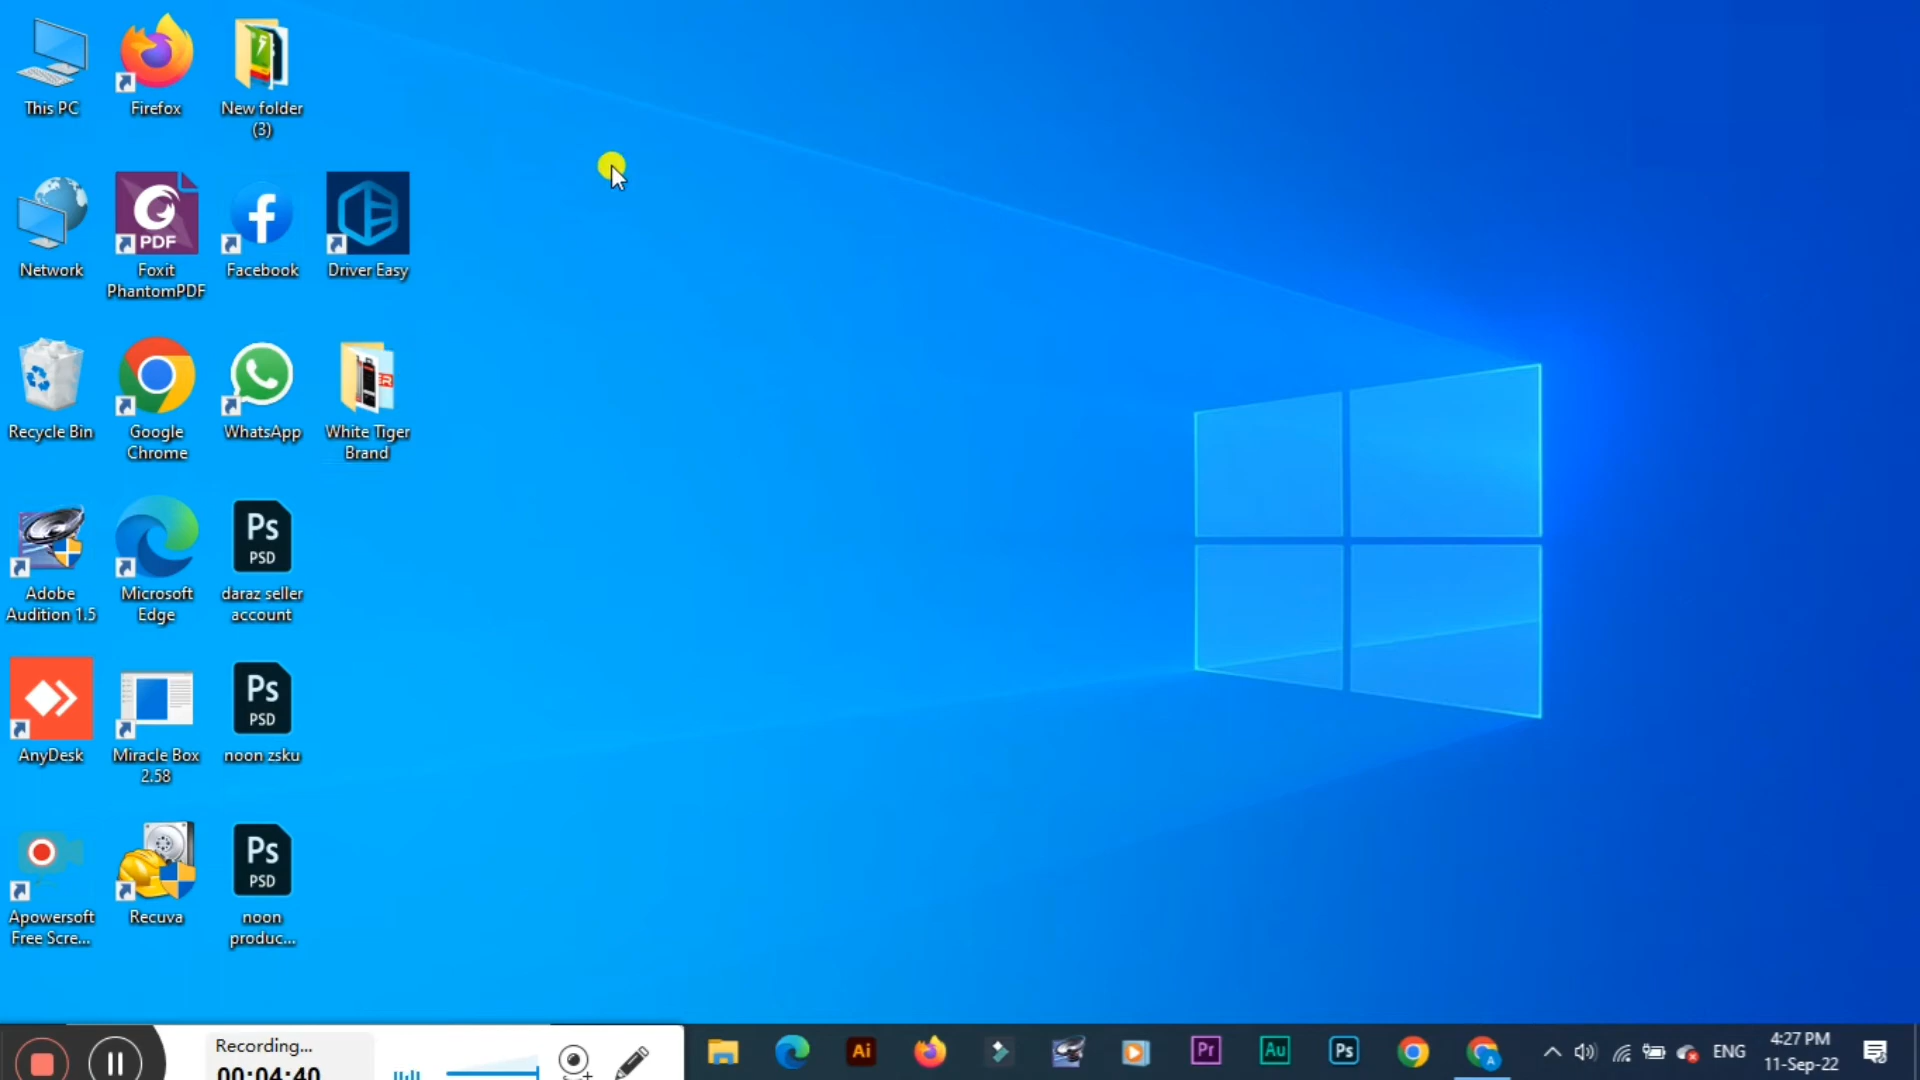 This PC
Firefox
New folder
(3)
Network
PDF
Foxit
PhantomPDF
Facebook
Driver Easy
Recycle Bin
Google
Chrome
WhatsApp
White Tiger
Brand
Adobe
Audition 1.5
Microsoft
Edge
Ps
PSD
daraz seller
account
AnyDesk
Miracle Box
2.58
Ps
PSD
noon zsku
Apowersoft
Free Scre...
Recuva
Ps
PSD
noon
produc...
Recording...
00:04:40
Ai
Pr
Au
Ps
A
ENG
4:27 PM
11-Sep-22